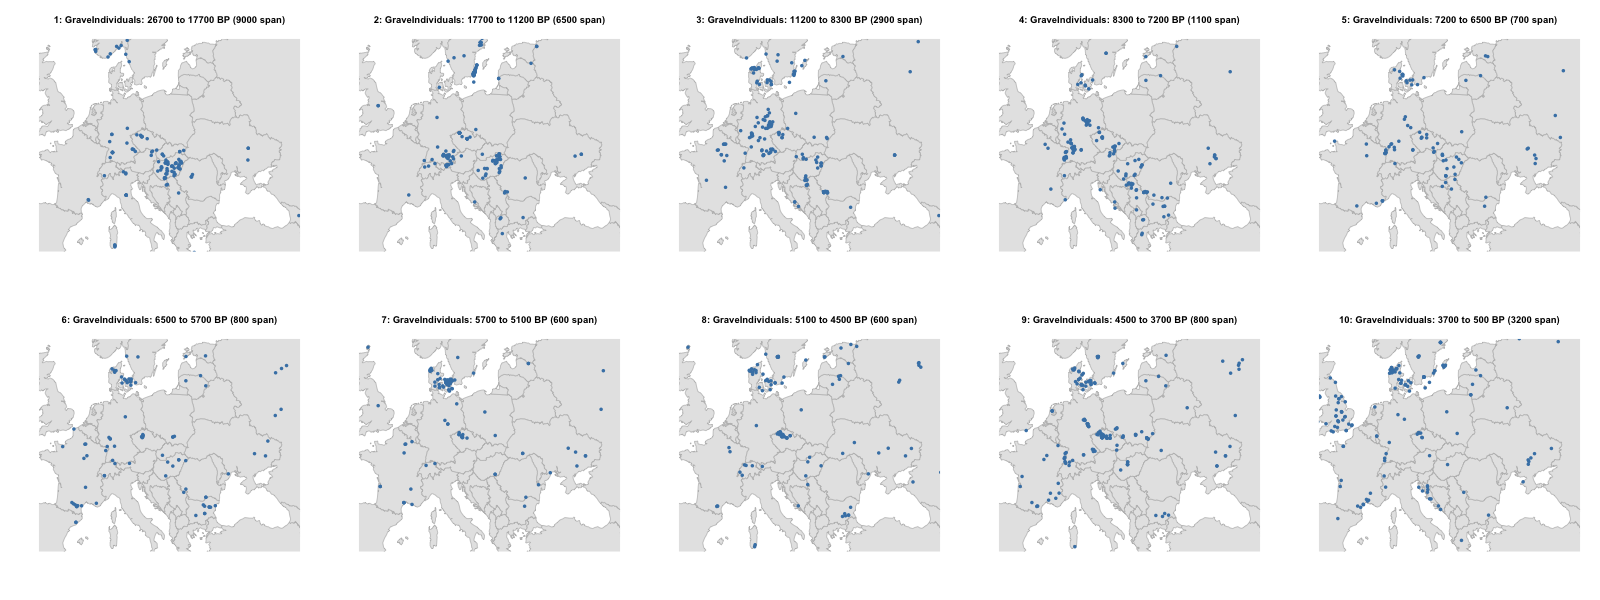 1: GraveIndividuals: 26700 to 17700 BP (9000 span)
2: GraveIndividuals: 17700 to 11200 BP (6500 span)
3: GraveIndividuals: 11200 to 8300 BP (2900 span)
4: GraveIndividuals: 8300 to 7200 BP (1100 span)
5: GraveIndividuals: 7200 to 6500 BP (700 span)
6: GraveIndividuals: 6500 to 5700 BP (800 span)
7: GraveIndividuals: 5700 to 5100 BP (600 span)
8: GraveIndividuals: 5100 to 4500 BP (600 span)
9: GraveIndividuals: 4500 to 3700 BP (800 span)
10: GraveIndividuals: 3700 to 500 BP (3200 span)